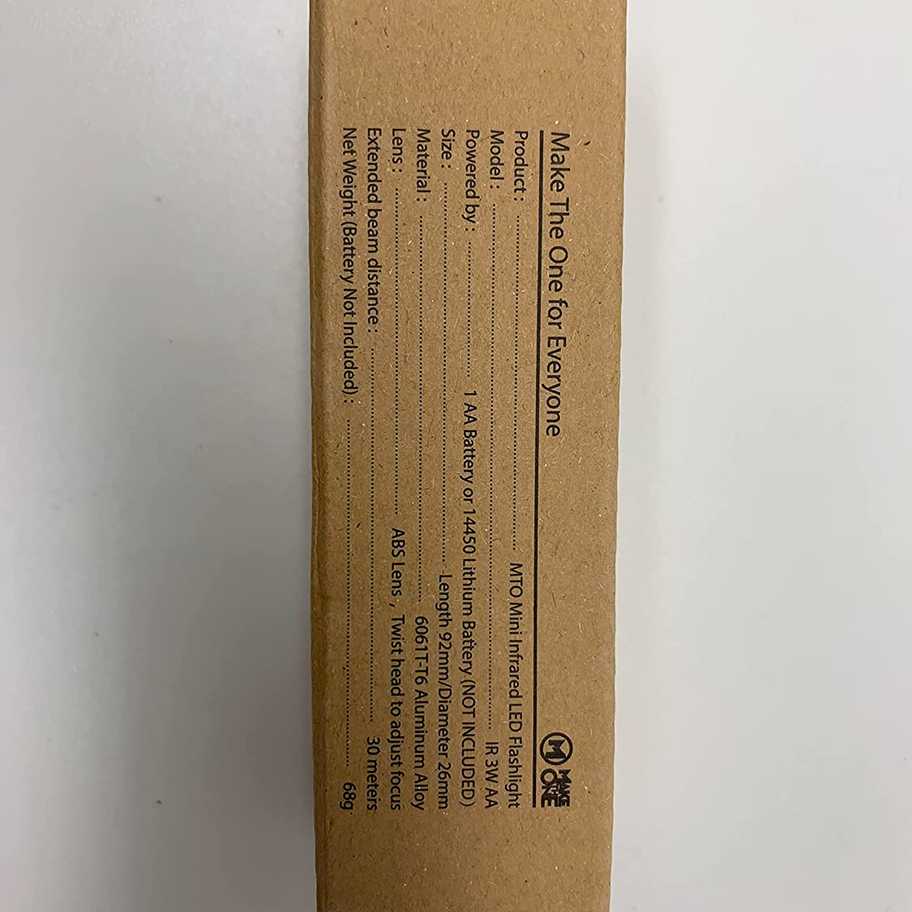 Make The One for Everyone
MAKE ONE
Product : ........ MTO Mini Infrared LED Flashlight
Model : ........ IR 3W AA
Powered by : ........ 1 AA Battery or 14450 Lithium Battery (NOT INCLUDED)
Size : ........ Length 92mm/Diameter 26mm
Material : ........ 6061T-T6 Aluminum Alloy
Lens : ........ ABS Lens , Twist head to adjust focus
Extended beam distance : ........ 30 meters
Net Weight (Battery Not Included) : ........ 68g